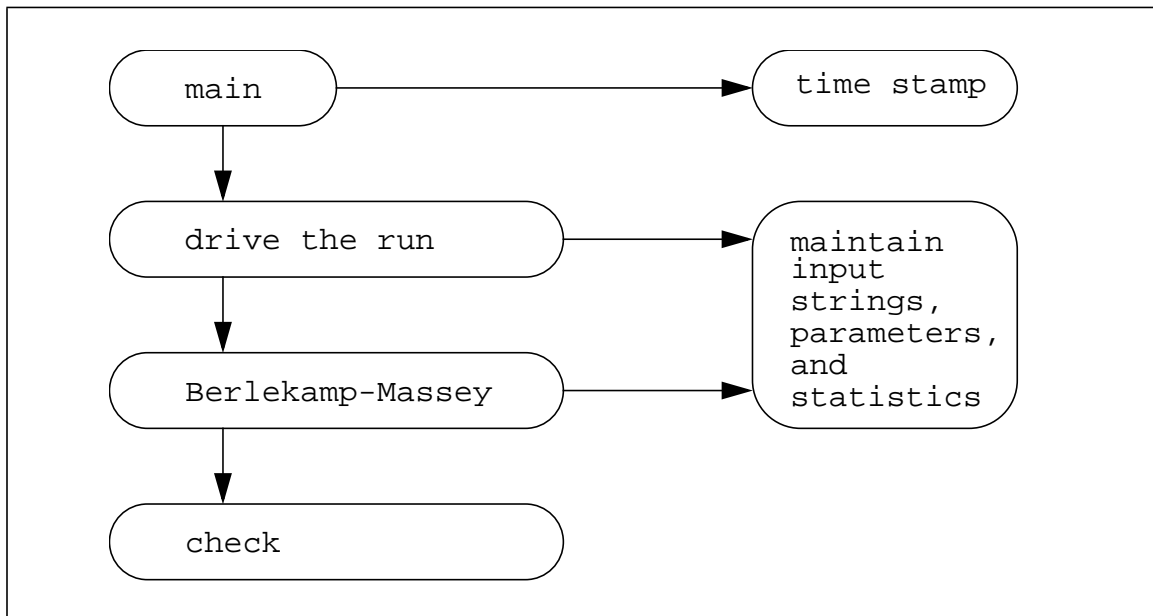 main
time stamp
drive the run
maintain
input
strings,
parameters,
and
statistics
Berlekamp-Massey
check